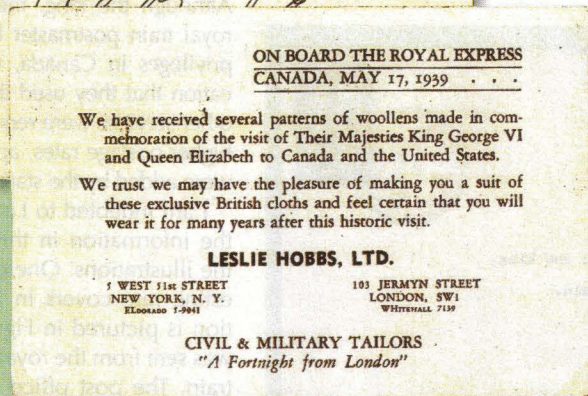 ON BOARD THE ROYAL EXPRESS
CANADA, MAY 17, 1939 . . .
We have received several patterns of woollens made in com-
memoration of the visit of Their Majesties King George VI
and Queen Elizabeth to Canada and the United States.
We trust we may have the pleasure of making you a suit of
these exclusive British cloths and feel certain that you will
wear it for many years after this historic visit.
LESLIE HOBBS, LTD.
5 WEST 51st STREET
NEW YORK, N. Y.
ELDORADO 5-9041
103 JERMYN STREET
LONDON, SW1
WHITEHALL 7139
CIVIL & MILITARY TAILORS
"A Fortnight from London"